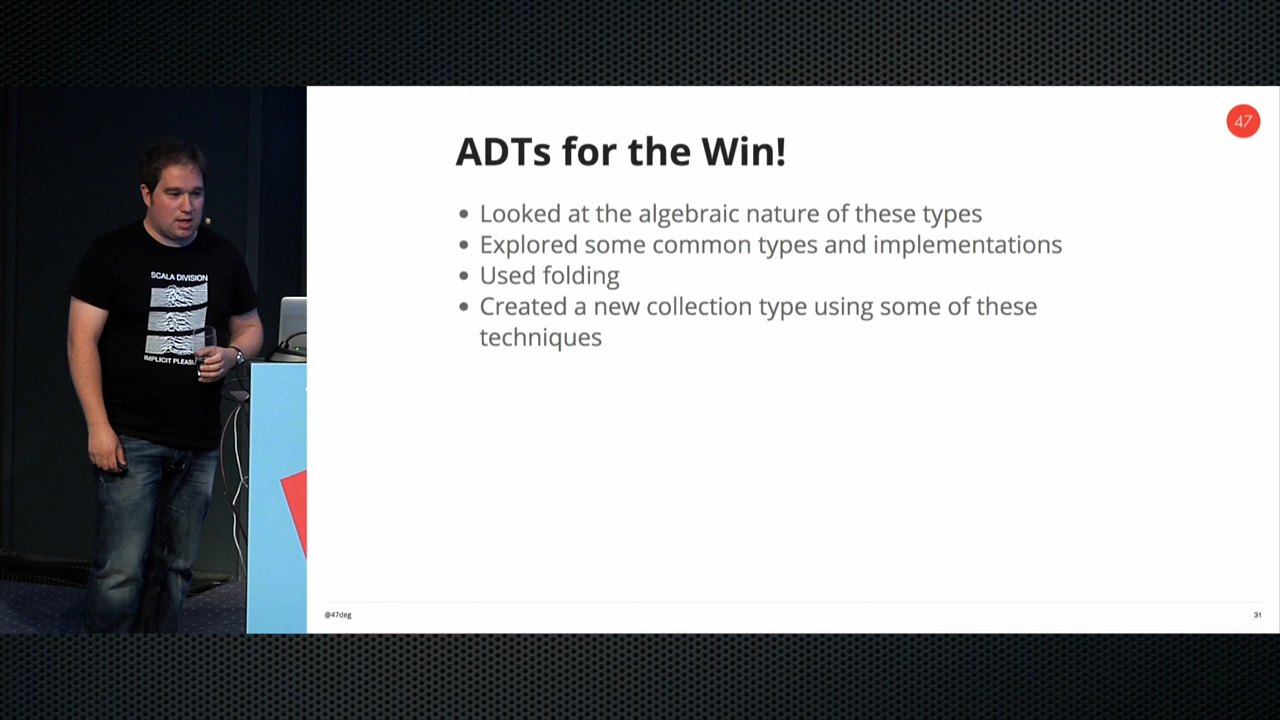 47
ADTs for the Win!
Looked at the algebraic nature of these types
Explored some common types and implementations
Used folding
Created a new collection type using some of these
techniques
SCALA DIVISION
IMPLICIT
@47deg
31